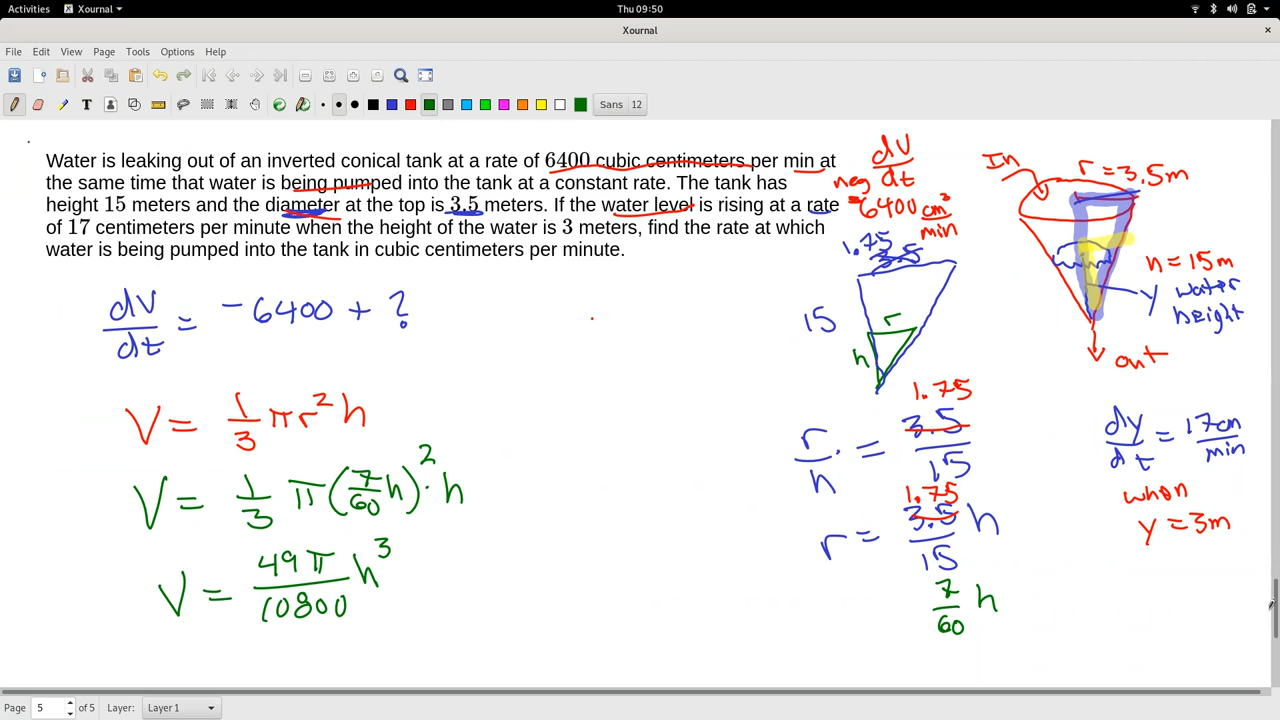 Activities
Xournal
Thu 09:50
Xournal
File Edit View Page Tools Options Help
Sans 12
Water is leaking out of an inverted conical tank at a rate of 6400 cubic centimeters per min at
the same time that water is being pumped into the tank at a constant rate. The tank has
height 15 meters and the diameter at the top is 3.5 meters. If the water level is rising at a rate
of 17 centimeters per minute when the height of the water is 3 meters, find the rate at which
water is being pumped into the tank in cubic centimeters per minute.
dV/dt
neg
-6400 cm³/min
In
r = 3.5m
h = 15m
y water
height
out
1.75
3.5
15
r
h
dV/dt = -6400 + ?
V = 1/3 πr²h
V = 1/3 π(7/60 h)²·h
V = 49π/10800 h³
1.75
r/h = 3.5/15
1.75
r = 3.5/15 h
7/60 h
dy/dt = 17cm/min
when
y = 3m
Page 5 of 5 Layer: Layer 1